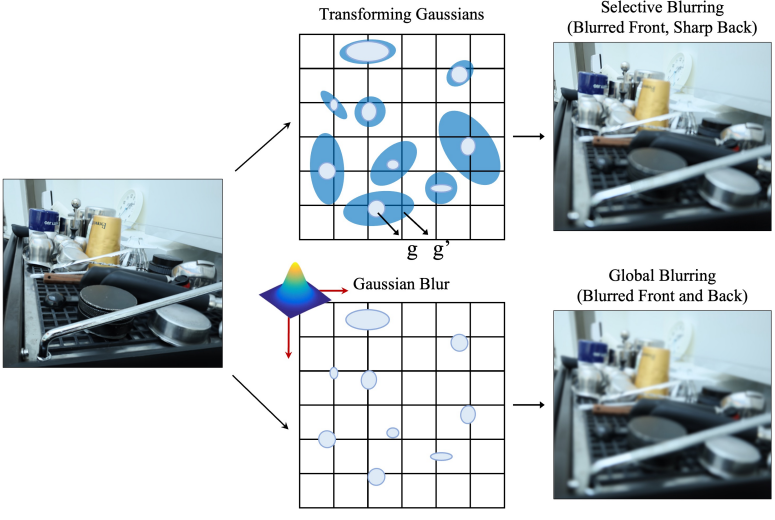 Transforming Gaussians
Selective Blurring
(Blurred Front, Sharp Back)
g g’
Gaussian Blur
Global Blurring
(Blurred Front and Back)